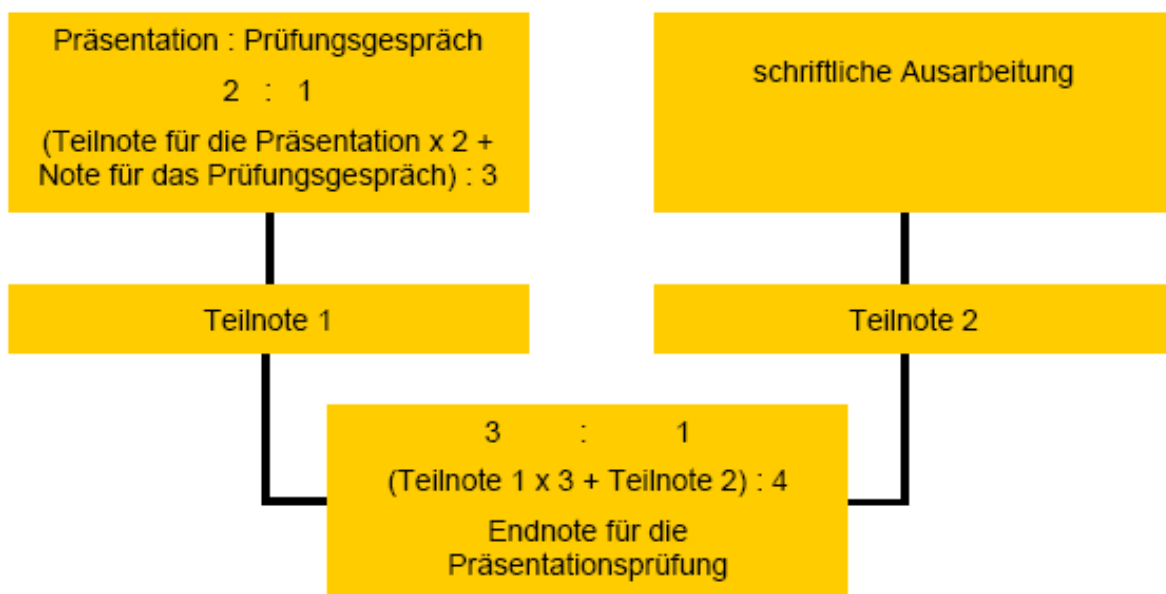 Präsentation : Prüfungsgespräch
2 : 1
(Teilnote für die Präsentation x 2 +
Note für das Prüfungsgespräch) : 3
schriftliche Ausarbeitung
Teilnote 1
Teilnote 2
3 : 1
(Teilnote 1 x 3 + Teilnote 2) : 4
Endnote für die
Präsentationsprüfung